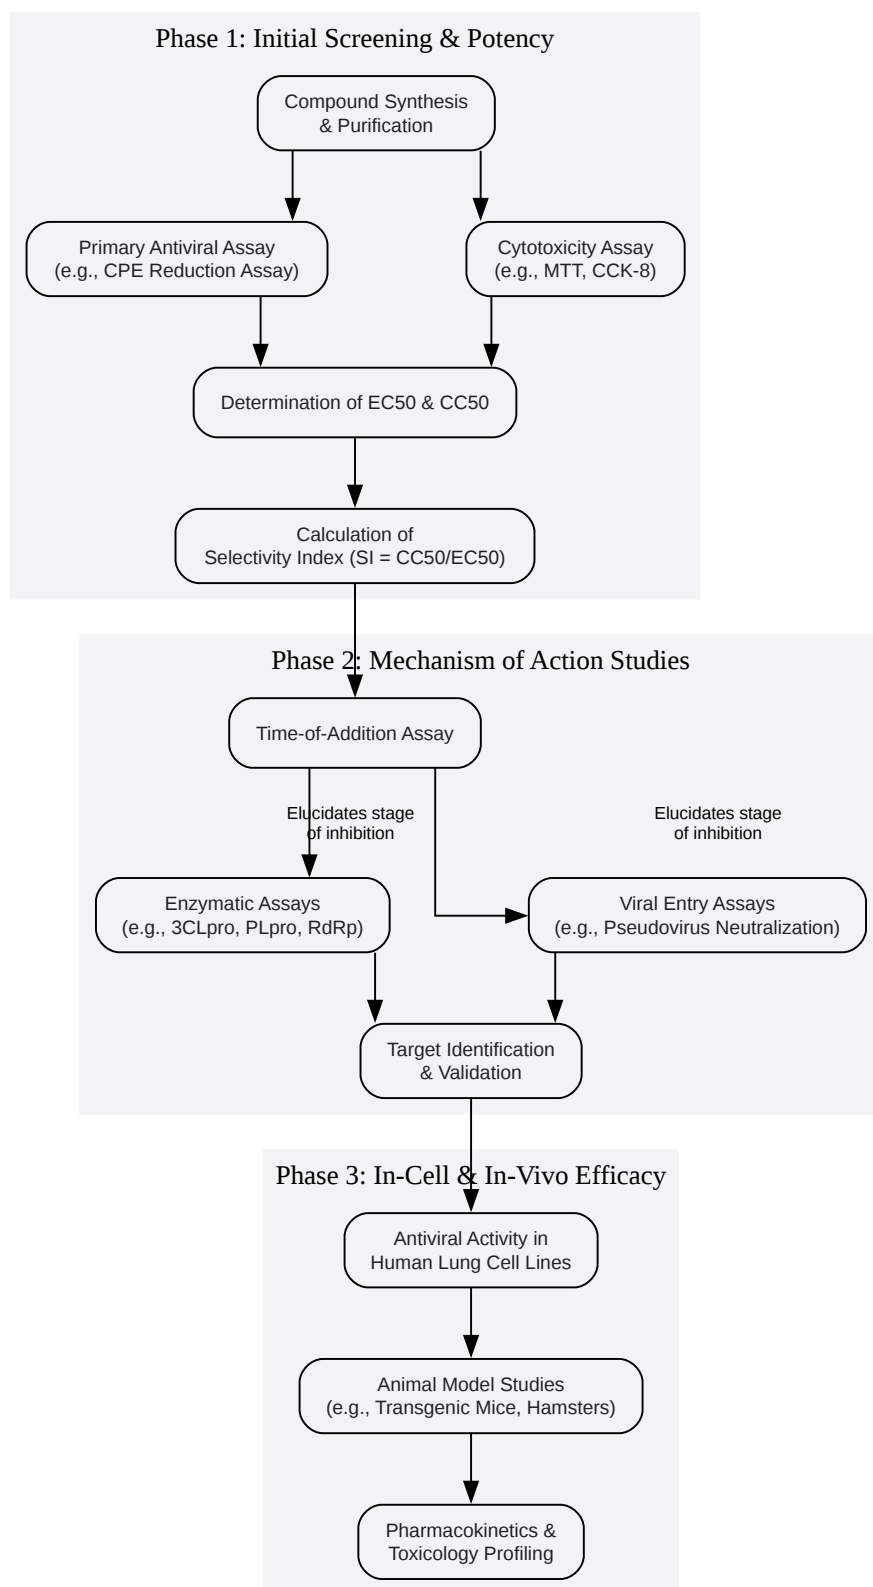 Phase 1: Initial Screening & Potency
Compound Synthesis
& Purification
Primary Antiviral Assay
(e.g., CPE Reduction Assay)
Cytotoxicity Assay
(e.g., MTT, CCK-8)
Determination of EC50 & CC50
Calculation of
Selectivity Index (SI = CC50/EC50)
Phase 2: Mechanism of Action Studies
Time-of-Addition Assay
Elucidates stage
of inhibition
Elucidates stage
of inhibition
Enzymatic Assays
(e.g., 3CLpro, PLpro, RdRp)
Viral Entry Assays
(e.g., Pseudovirus Neutralization)
Target Identification
& Validation
Phase 3: In-Cell & In-Vivo Efficacy
Antiviral Activity in
Human Lung Cell Lines
Animal Model Studies
(e.g., Transgenic Mice, Hamsters)
Pharmacokinetics &
Toxicology Profiling